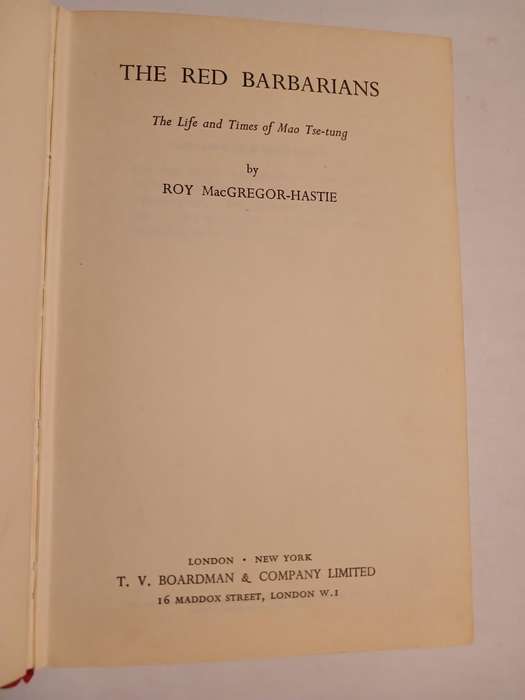 THE RED BARBARIANS
The Life and Times of Mao Tse-tung
by
ROY MacGREGOR-HASTIE
LONDON · NEW YORK
T. V. BOARDMAN & COMPANY LIMITED
16 MADDOX STREET, LONDON W.1